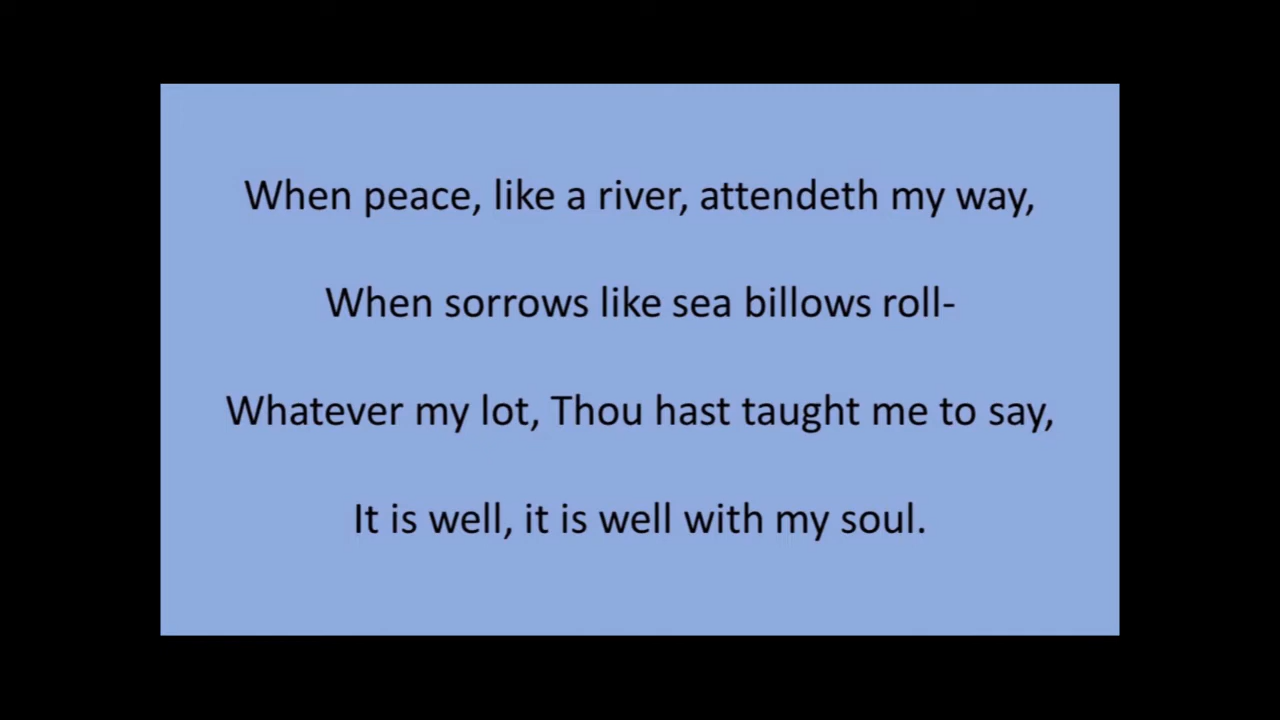 When peace, like a river, attendeth my way,
When sorrows like sea billows roll-
Whatever my lot, Thou hast taught me to say,
It is well, it is well with my soul.